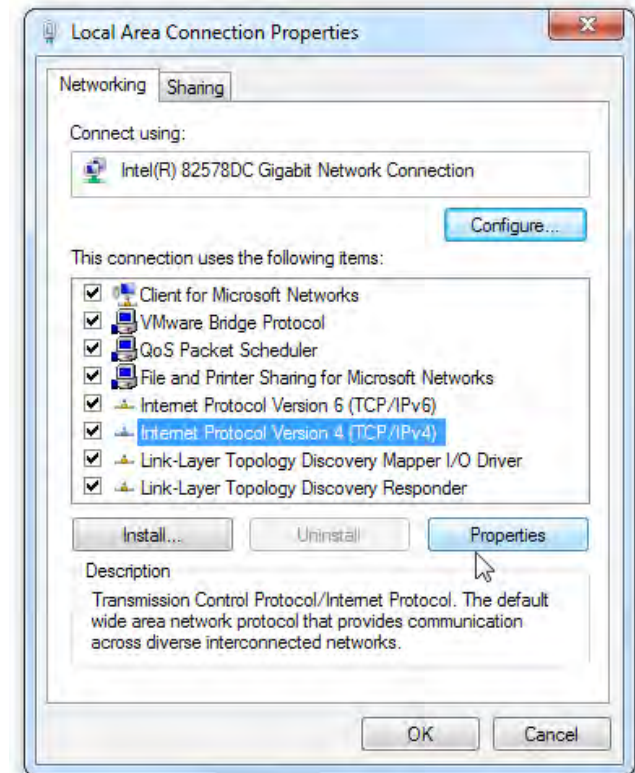 Local Area Connection Properties
Networking
Sharing
Connect using:
Intel(R) 82578DC Gigabit Network Connection
Configure...
This connection uses the following items:
Client for Microsoft Networks
VMware Bridge Protocol
QoS Packet Scheduler
File and Printer Sharing for Microsoft Networks
Internet Protocol Version 6 (TCP/IPv6)
Internet Protocol Version 4 (TCP/IPv4)
Link-Layer Topology Discovery Mapper I/O Driver
Link-Layer Topology Discovery Responder
Install...
Uninstall
Properties
Description
Transmission Control Protocol/Internet Protocol. The default
wide area network protocol that provides communication
across diverse interconnected networks.
OK
Cancel